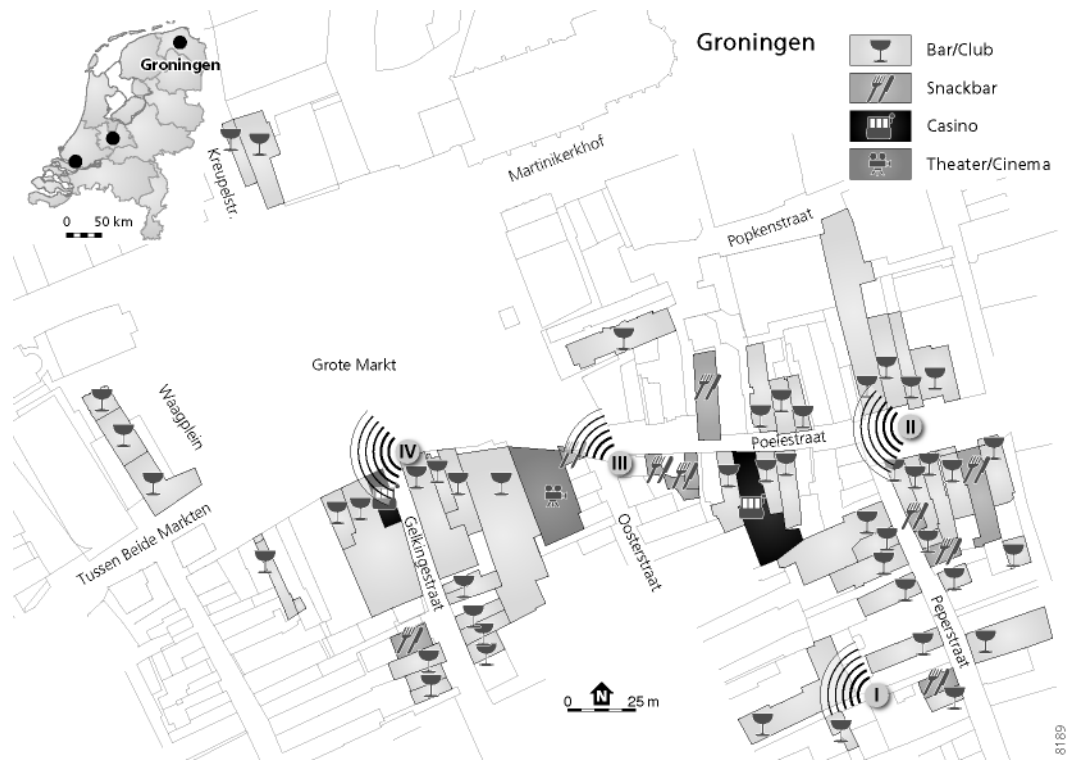 Groningen
0 50 km
Groningen
Bar/Club
Snackbar
Casino
Theater/Cinema
Kreupelstr.
Martinikerkhof
Popkenstraat
Grote Markt
Waagplein
Poelestraat
II
IV
III
Tussen Beide Markten
Gelkingestraat
Oosterstraat
Peperstraat
I
N
0 25 m
8189